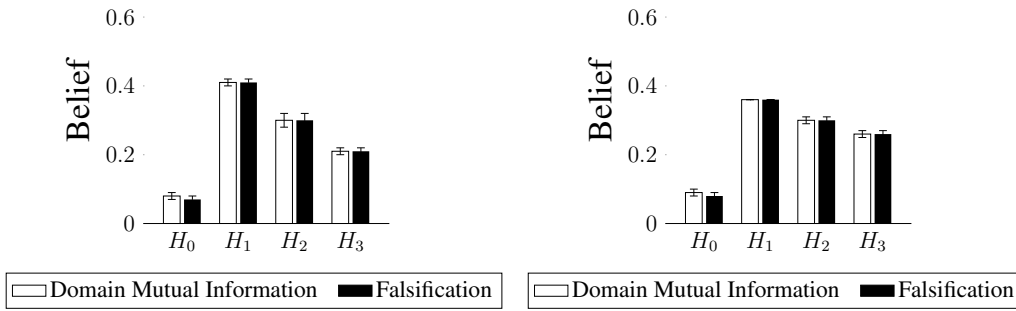 0.6
0.4
0.2
0
Belief
H₀ H₁ H₂ H₃
Domain Mutual Information Falsification
0.6
0.4
0.2
0
Belief
H₀ H₁ H₂ H₃
Domain Mutual Information Falsification